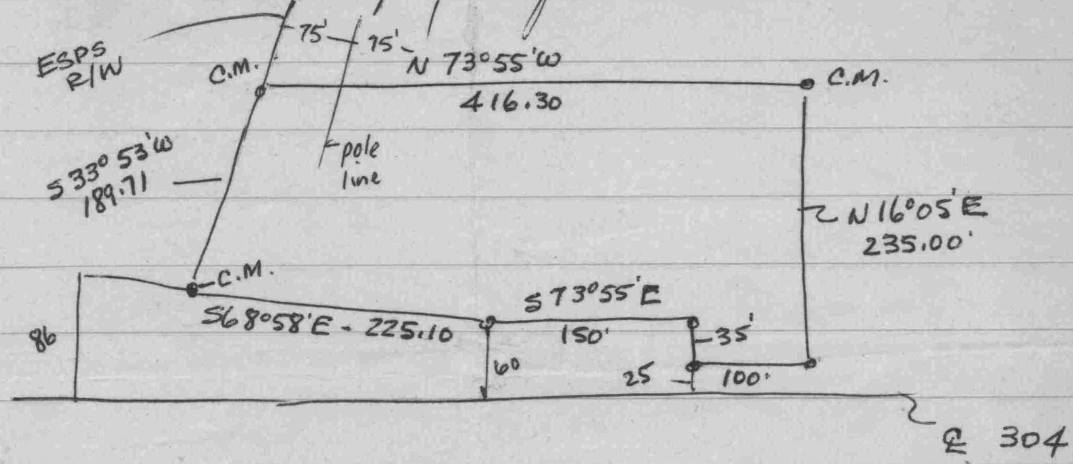 ESPS
R/W
75'
75'
N 73°55'W
C.M.
C.M.
416.30
pole
line
S 33°53'W
189.71
N 16°05'E
235.00'
C.M.
S 73°55'E
S68°58'E - 225.10
150'
35'
86
60
25
100'
℄ 304